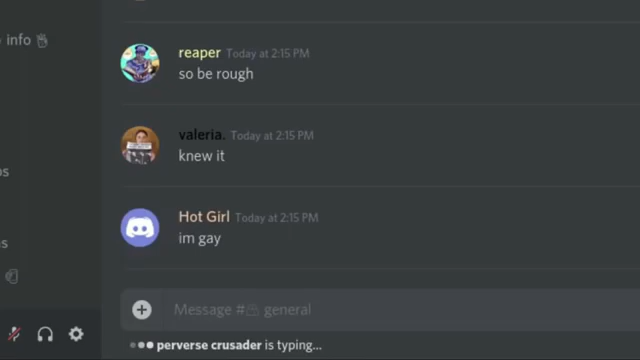 info
reaper Today at 2:15 PM
so be rough
valeria. Today at 2:15 PM
knew it
Hot Girl Today at 2:15 PM
im gay
Message # general
perverse crusader is typing...